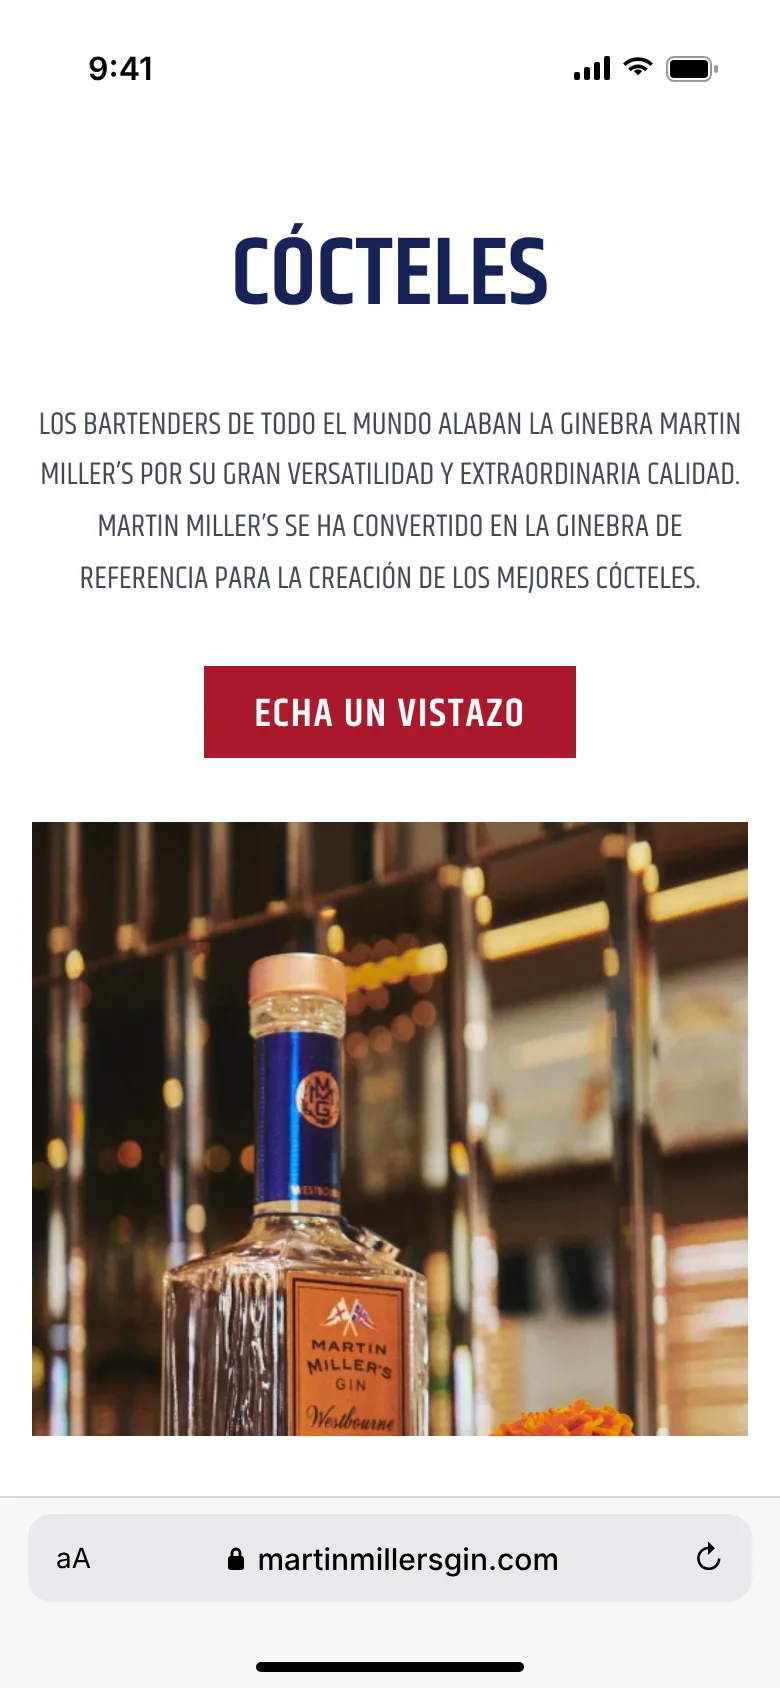 9:41
CÓCTELES
LOS BARTENDERS DE TODO EL MUNDO ALABAN LA GINEBRA MARTIN
MILLER’S POR SU GRAN VERSATILIDAD Y EXTRAORDINARIA CALIDAD.
MARTIN MILLER’S SE HA CONVERTIDO EN LA GINEBRA DE
REFERENCIA PARA LA CREACIÓN DE LOS MEJORES CÓCTELES.
ECHA UN VISTAZO
MMG
MARTIN
MILLER'S
GIN
Westbourne
aA
martinmillersgin.com